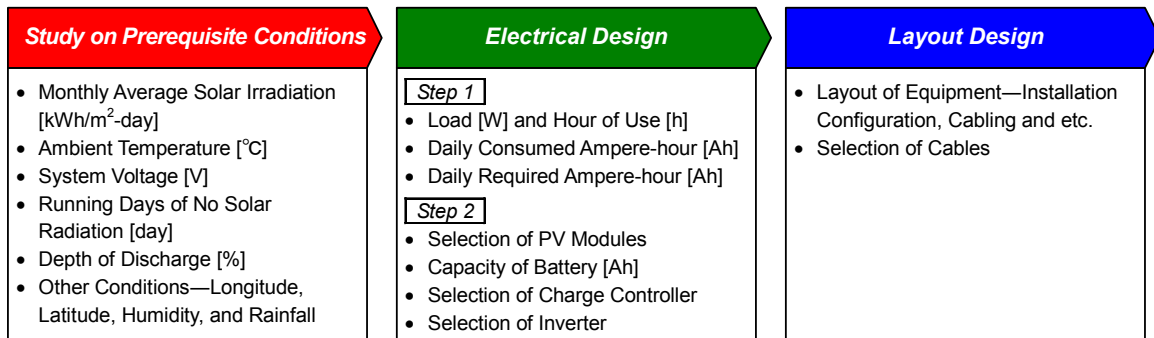 Study on Prerequisite Conditions
• Monthly Average Solar Irradiation
[kWh/m²-day]
• Ambient Temperature [℃]
• System Voltage [V]
• Running Days of No Solar
Radiation [day]
• Depth of Discharge [%]
• Other Conditions—Longitude,
Latitude, Humidity, and Rainfall
Electrical Design
Step 1
• Load [W] and Hour of Use [h]
• Daily Consumed Ampere-hour [Ah]
• Daily Required Ampere-hour [Ah]
Step 2
• Selection of PV Modules
• Capacity of Battery [Ah]
• Selection of Charge Controller
• Selection of Inverter
Layout Design
• Layout of Equipment—Installation
Configuration, Cabling and etc.
• Selection of Cables